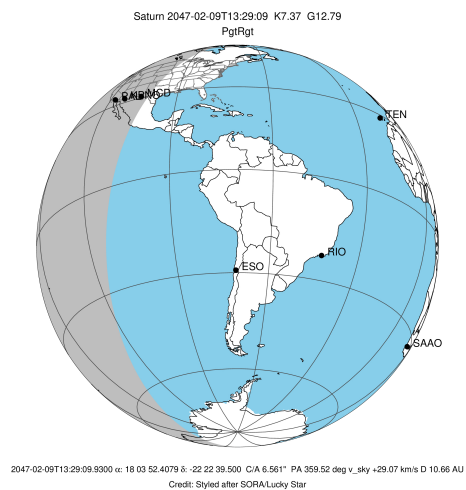 Saturn 2047-02-09T13:29:09 K7.37 G12.79
PgtRgt
MCD
TEN
RIO
ESO
SAAO
2047-02-09T13:29:09.9300 α: 18 03 52.4079 δ: -22 22 39.500 C/A 6.561" PA 359.52 deg v_sky +29.07 km/s D 10.66 AU
Credit: Styled after SORA/Lucky Star